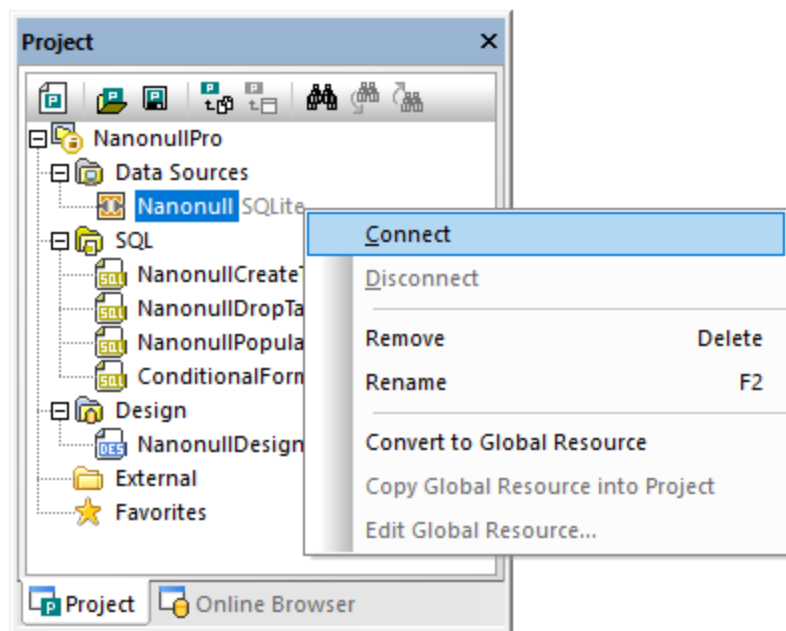 Project
NanonullPro
Data Sources
Nanonull SQLite
Connect
SQL
NanonullCreateT
Disconnect
NanonullDropTa
NanonullPopula
Remove Delete
ConditionalForm
Rename F2
Design
NanonullDesign
Convert to Global Resource
External
Copy Global Resource into Project
Favorites
Edit Global Resource...
Project Online Browser